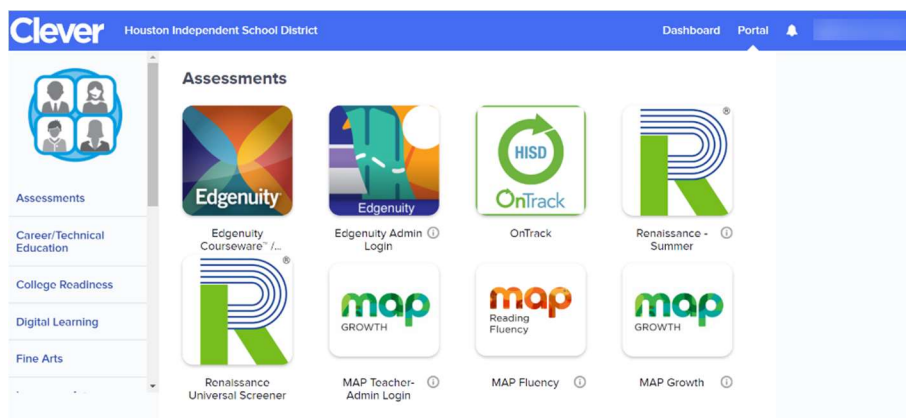 Clever Houston Independent School District Dashboard Portal
Assessments
Assessments
Career/Technical
Education
College Readiness
Digital Learning
Fine Arts
Edgenuity
Edgenuity
Courseware™ /...
Edgenuity
Edgenuity Admin
Login
HISD
OnTrack
OnTrack
R®
Renaissance -
Summer
R®
Renaissance
Universal Screener
map
GROWTH
MAP Teacher-
Admin Login
map
Reading
Fluency
MAP Fluency
map
GROWTH
MAP Growth